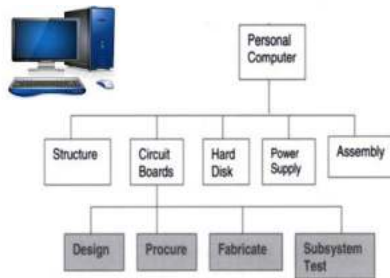 Personal
Computer
Structure
Circuit
Boards
Hard
Disk
Power
Supply
Assembly
Design
Procure
Fabricate
Subsystem
Test